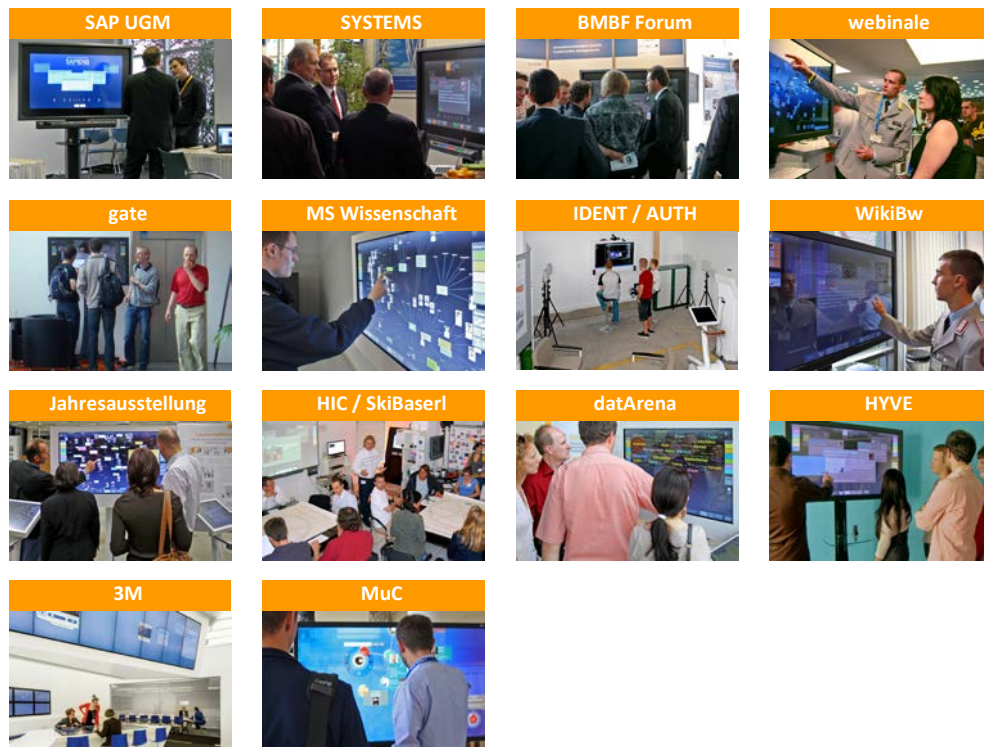 SAP UGM
SYSTEMS
BMBF Forum
webinale
gate
MS Wissenschaft
IDENT / AUTH
WikiBw
Jahresausstellung
HIC / SkiBaserl
datArena
HYVE
3M
MuC